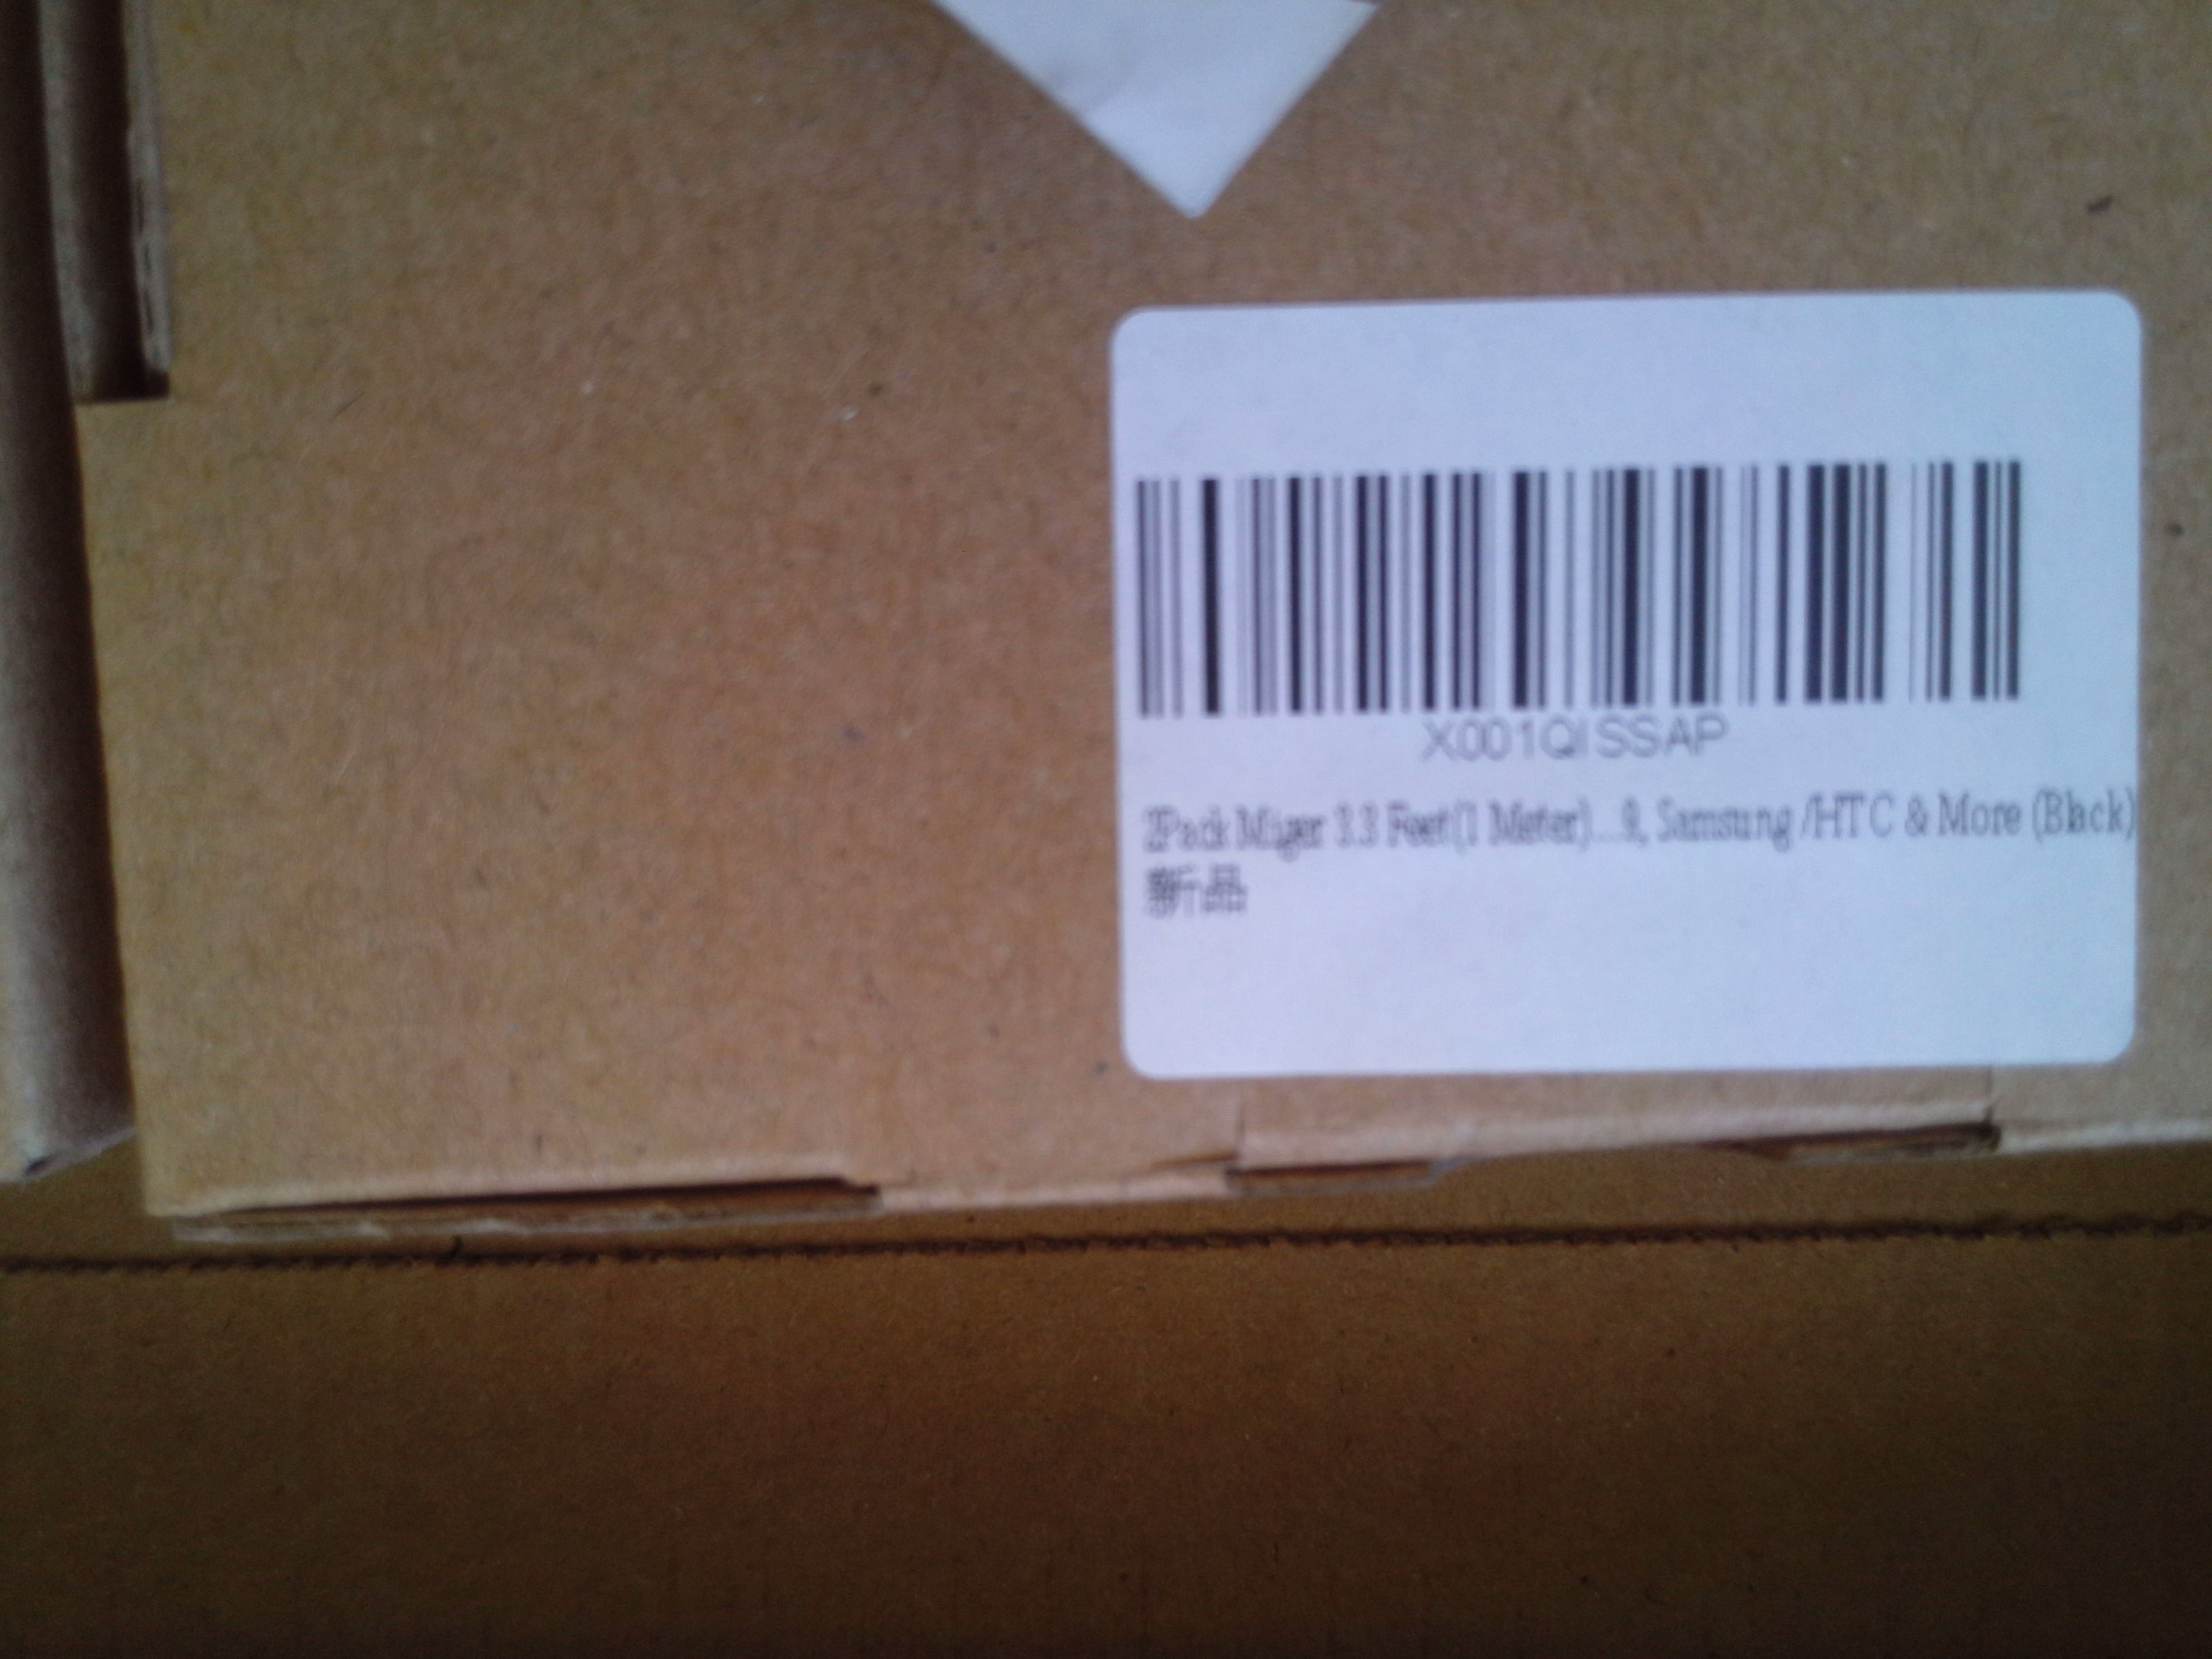 X001QISSAP
2Pack Miger 3.3 Feet(1 Meter)...9, Samsung /HTC & More (Black)
新品